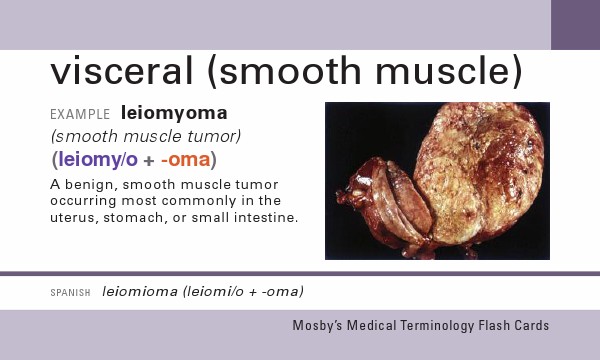 visceral (smooth muscle)
EXAMPLE leiomyoma
(smooth muscle tumor)
(leiomy/o + -oma)
A benign, smooth muscle tumor
occurring most commonly in the
uterus, stomach, or small intestine.
SPANISH leiomioma (leiomi/o + -oma)
Mosby's Medical Terminology Flash Cards